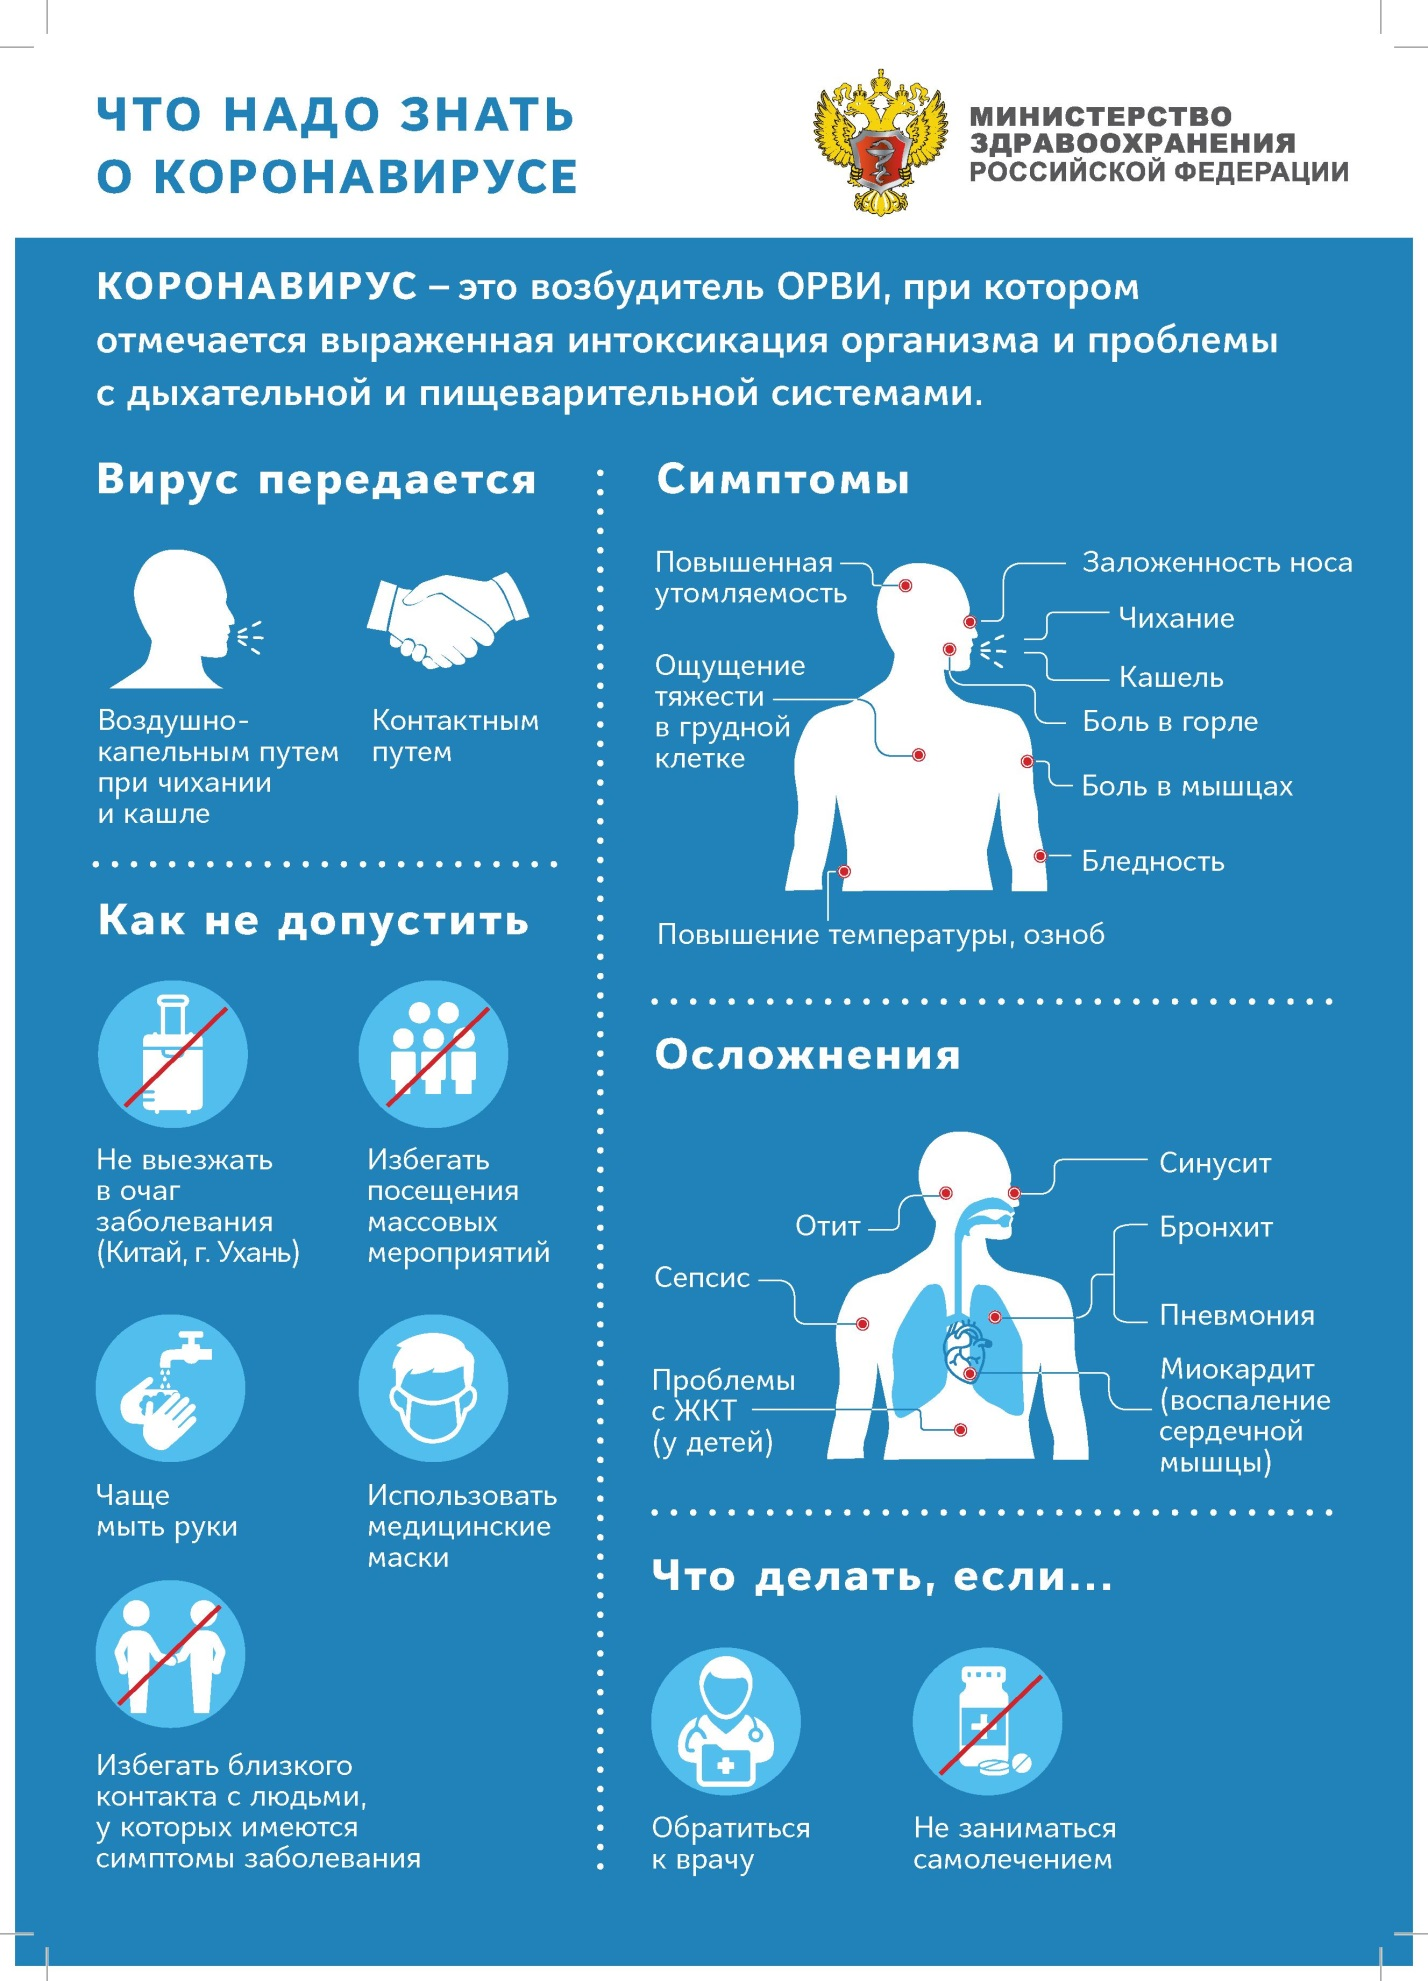 ЧТО НАДО ЗНАТЬ
О КОРОНАВИРУСЕ
МИНИСТЕРСТВО
ЗДРАВООХРАНЕНИЯ
РОССИЙСКОЙ ФЕДЕРАЦИИ
КОРОНАВИРУС – это возбудитель ОРВИ, при котором
отмечается выраженная интоксикация организма и проблемы
с дыхательной и пищеварительной системами.
Вирус передается
Воздушно-
капельным путем
при чихании
и кашле
Контактным
путем
Как не допустить
Не выезжать
в очаг
заболевания
(Китай, г. Ухань)
Избегать
посещения
массовых
мероприятий
Чаще
мыть руки
Использовать
медицинские
маски
Избегать близкого
контакта с людьми,
у которых имеются
симптомы заболевания
Симптомы
Повышенная
утомляемость
Ощущение
тяжести
в грудной
клетке
Заложенность носа
Чихание
Кашель
Боль в горле
Боль в мышцах
Бледность
Повышение температуры, озноб
Осложнения
Синусит
Отит
Бронхит
Сепсис
Пневмония
Проблемы
с ЖКТ
(у детей)
Миокардит
(воспаление
сердечной
мышцы)
Что делать, если...
Обратиться
к врачу
Не заниматься
самолечением